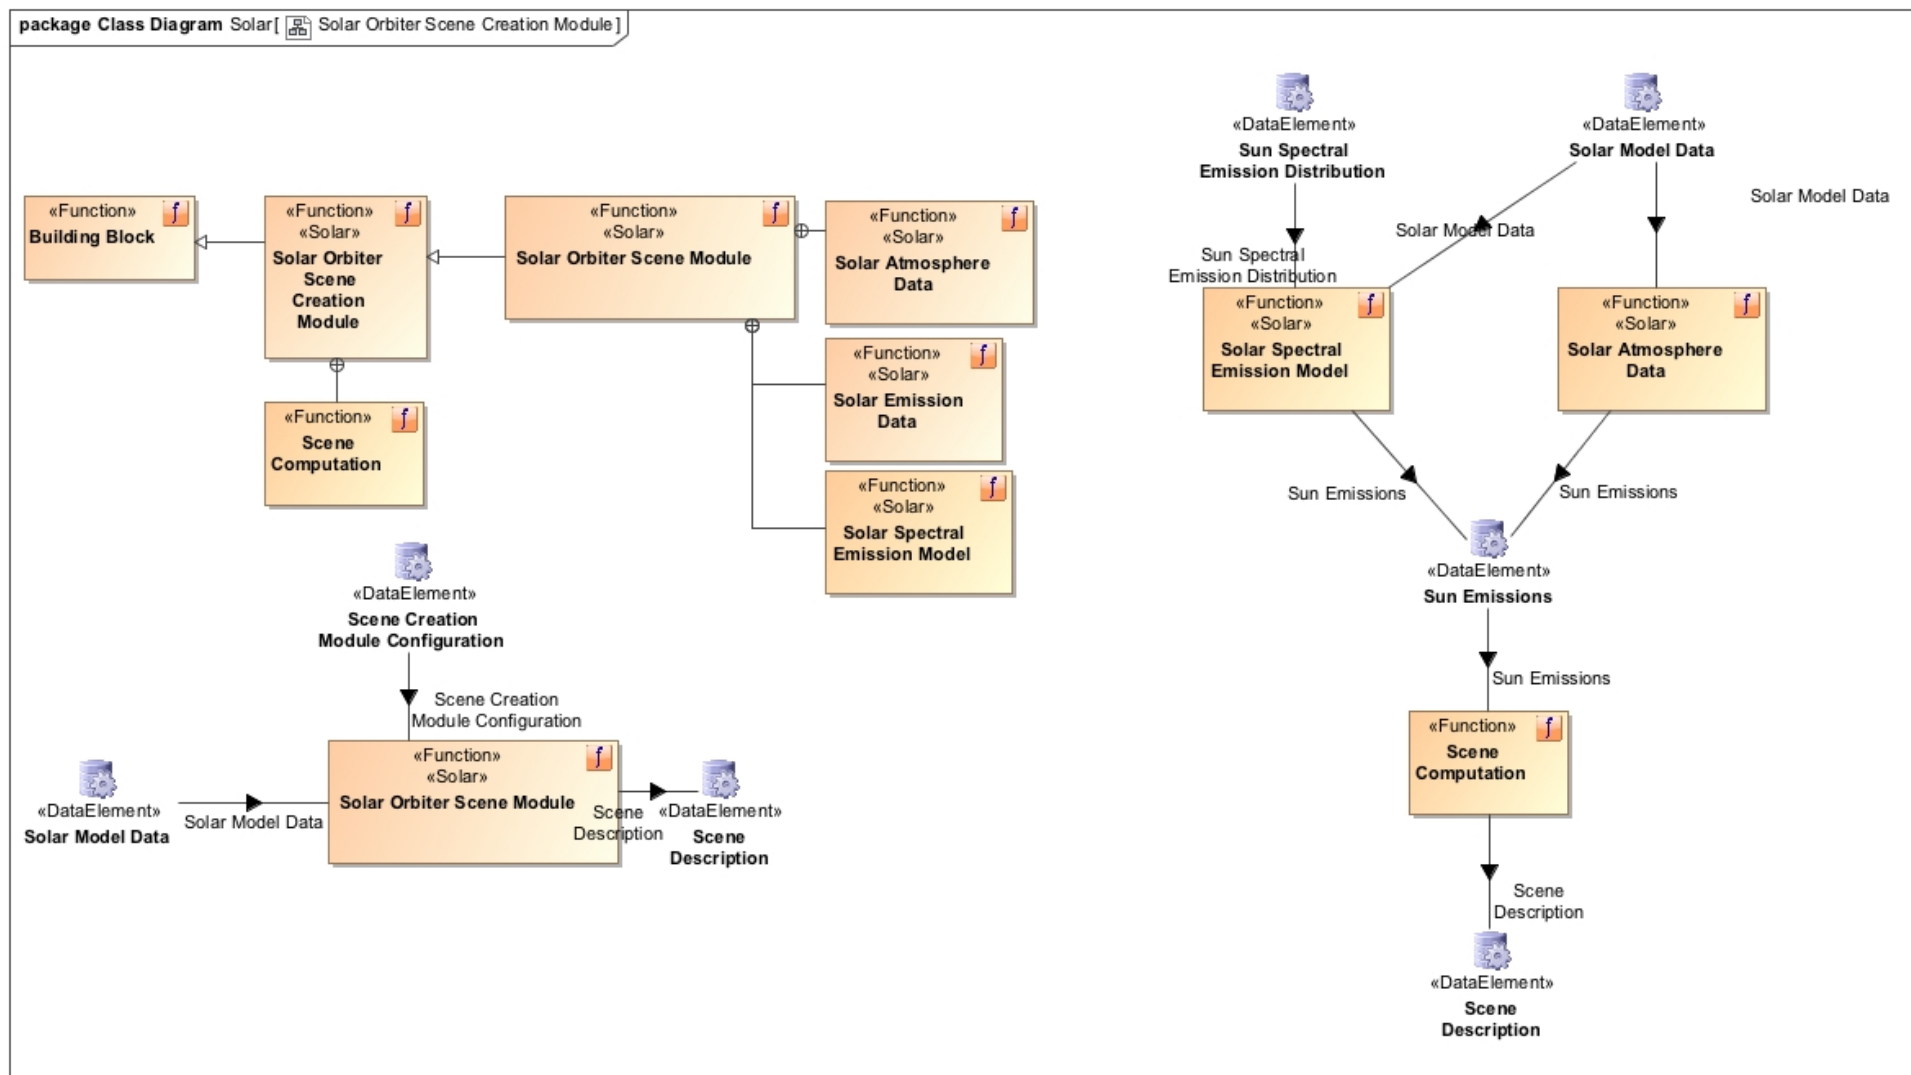 package Class Diagram Solar[ Solar Orbiter Scene Creation Module]
«Function»
Building Block
«Function»
«Solar»
Solar Orbiter
Scene
Creation
Module
«Function»
«Solar»
Solar Orbiter Scene Module
«Function»
«Solar»
Solar Atmosphere
Data
«Function»
Scene
Computation
«Function»
«Solar»
Solar Emission
Data
«Function»
«Solar»
Solar Spectral
Emission Model
«DataElement»
Scene Creation
Module Configuration
Scene Creation
Module Configuration
«DataElement»
Solar Model Data
Solar Model Data
«Function»
«Solar»
Solar Orbiter Scene Module
Scene
Description
«DataElement»
Scene
Description
«DataElement»
Sun Spectral
Emission Distribution
«DataElement»
Solar Model Data
Solar Model Data
Solar Model Data
Sun Spectral
Emission Distribution
«Function»
«Solar»
Solar Spectral
Emission Model
«Function»
«Solar»
Solar Atmosphere
Data
Sun Emissions
Sun Emissions
«DataElement»
Sun Emissions
Sun Emissions
«Function»
Scene
Computation
Scene
Description
«DataElement»
Scene
Description